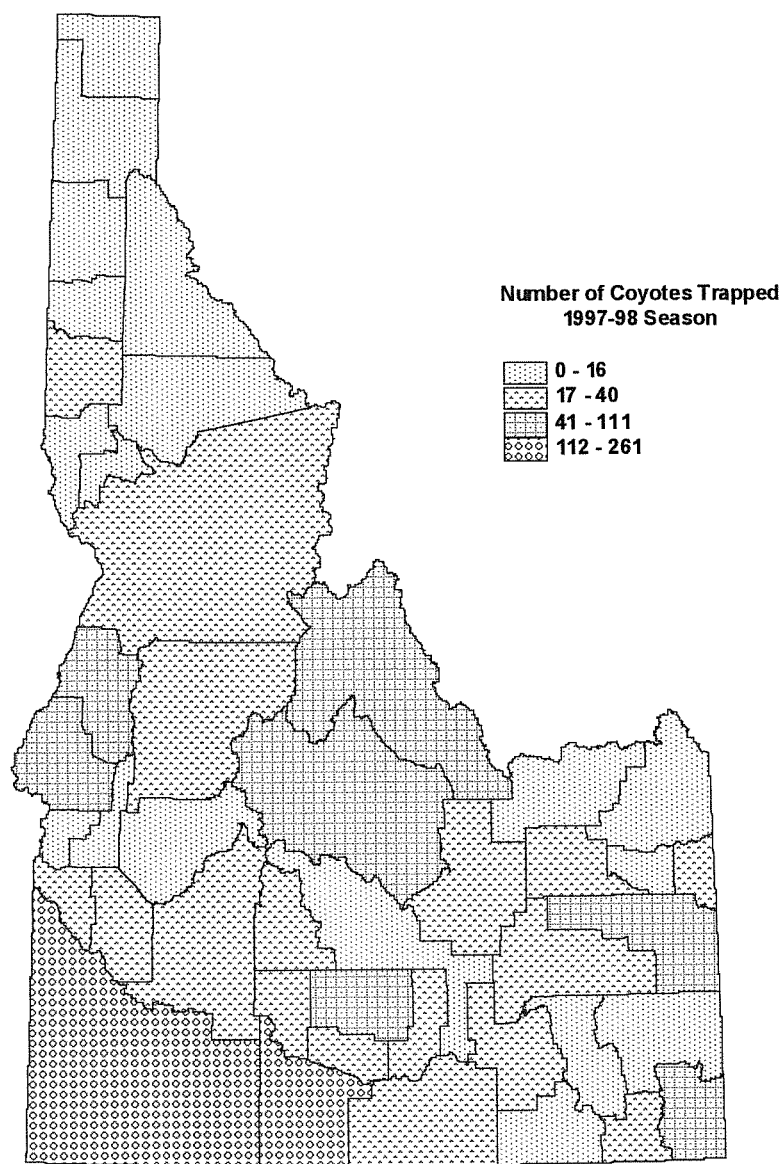 Number of Coyotes Trapped
1997-98 Season
0 - 16
17 - 40
41 - 111
112 - 261